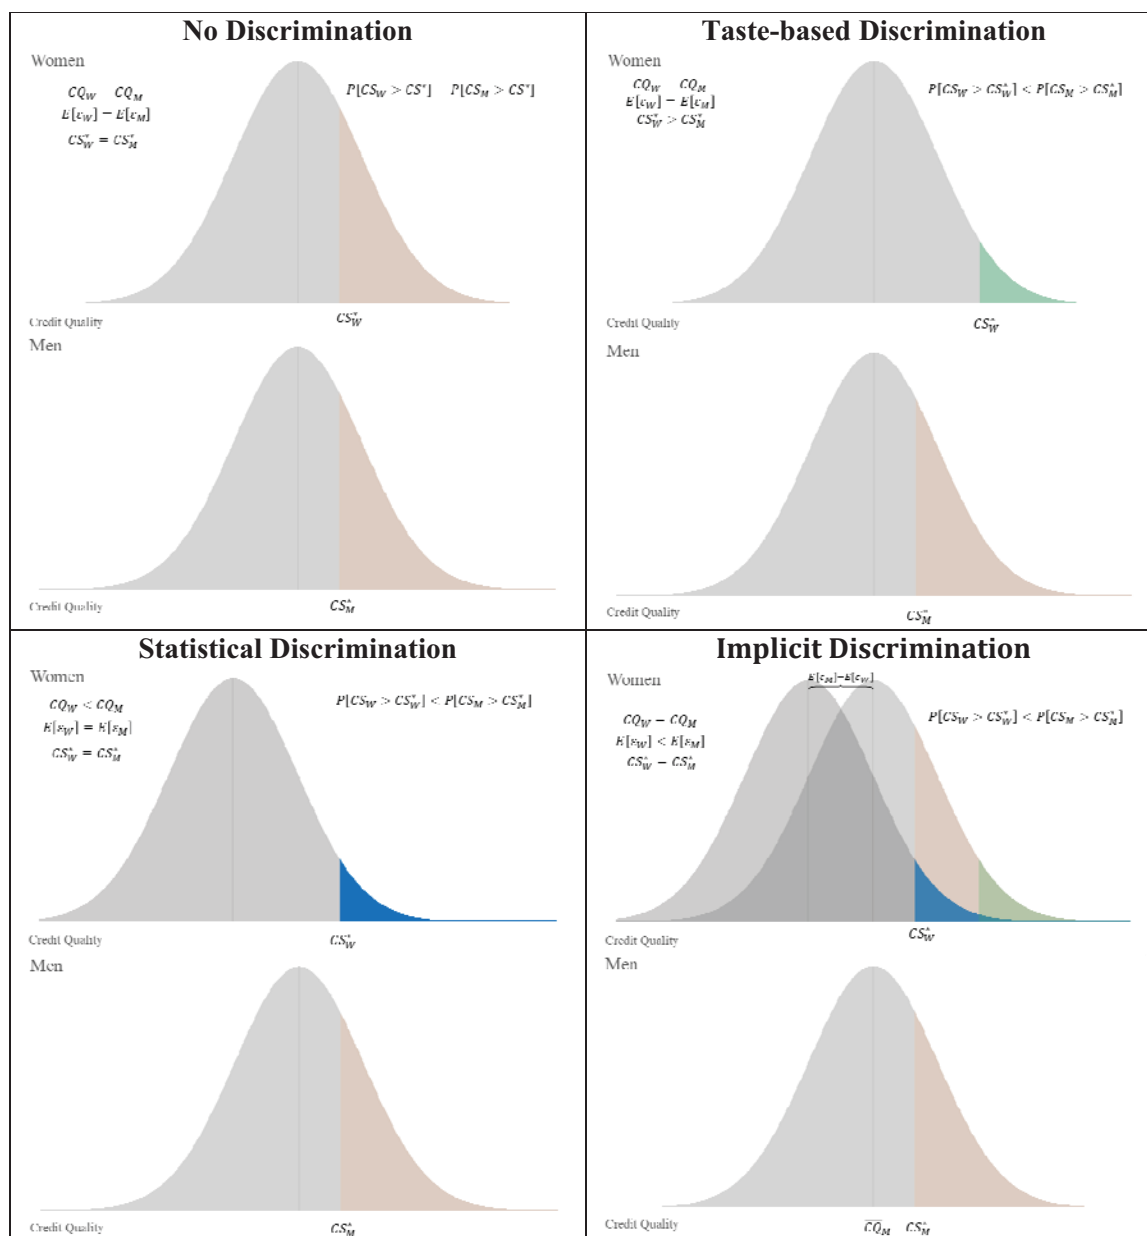 No Discrimination
Women
CQ_W CQ_M
E[ε_W] − E[ε_M]
CS*_W = CS*_M
P[CS_W > CS*] P[CS_M > CS*]
Credit Quality
CS*_W
Men
Credit Quality
CS*_M
Taste-based Discrimination
Women
CQ_W CQ_M
E[ε_W] − E[ε_M]
CS*_W > CS*_M
P[CS_W > CS*_W] < P[CS_M > CS*_M]
Credit Quality
CS*_W
Men
Credit Quality
CS*_M
Statistical Discrimination
Women
CQ_W < CQ_M
E[ε_W] = E[ε_M]
CS*_W = CS*_M
P[CS_W > CS*_W] < P[CS_M > CS*_M]
Credit Quality
CS*_W
Men
Credit Quality
CS*_M
Implicit Discrimination
Women
E[ε_M]−E[ε_W]
CQ_W − CQ_M
E[ε_W] < E[ε_M]
CS*_W − CS*_M
P[CS_W > CS*_W] < P[CS_M > CS*_M]
Credit Quality
CS*_W
Men
Credit Quality
C̅Q̅_M CS*_M